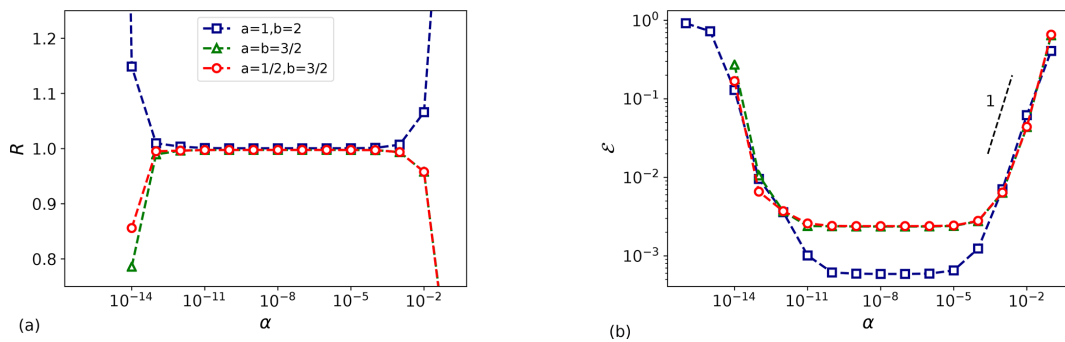 1.2
1.1
1.0
0.9
0.8
R
a=1,b=2
a=b=3/2
a=1/2,b=3/2
10⁻¹⁴
10⁻¹¹
10⁻⁸
10⁻⁵
10⁻²
α
(a)
10⁰
10⁻¹
10⁻²
10⁻³
ℰ
1
10⁻¹⁴
10⁻¹¹
10⁻⁸
10⁻⁵
10⁻²
α
(b)